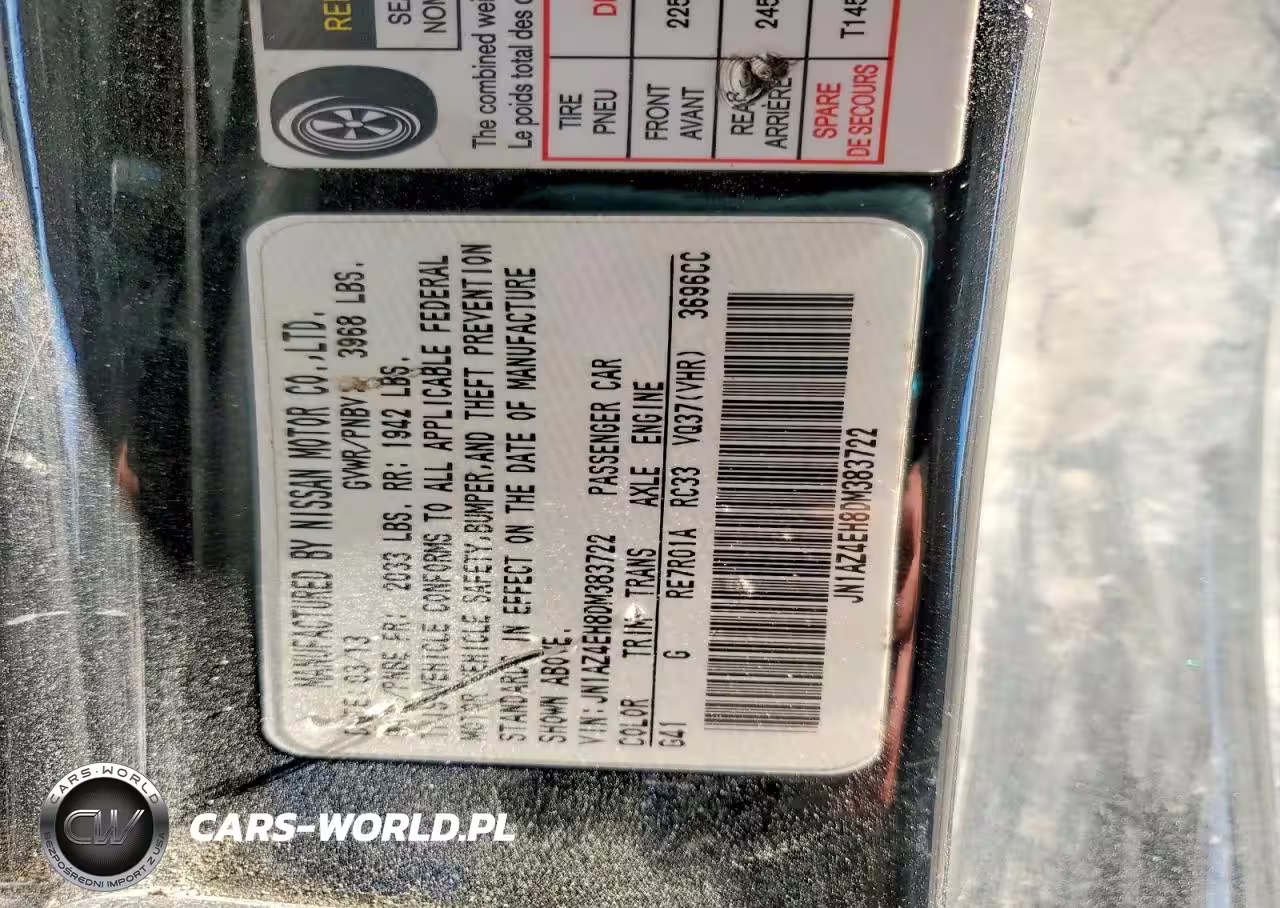 MANUFACTURED BY NISSAN MOTOR CO.,LTD.
DATE: 03/13 GVWR/PNBV 3968 LBS.
/PNBE FR: 2033 LBS. RR: 1942 LBS.
THIS VEHICLE CONFORMS TO ALL APPLICABLE FEDERAL
MOTOR VEHICLE SAFETY,BUMPER,AND THEFT PREVENTION
STANDARDS IN EFFECT ON THE DATE OF MANUFACTURE
SHOWN ABOVE.
VIN:JN1AZ4EH8DM383722 PASSENGER CAR
COLOR TRIM TRANS AXLE ENGINE
G41 G RE7R01A RC33 VQ37(VHR) 3696CC
JN1AZ4EH8DM383722
The combined wei
Le poids total des
TIRE
PNEU
FRONT
AVANT
225
REAR
ARRIÈRE
245
SPARE
DE SECOURS
T145
CARS-WORLD
CW
BEZPOŚREDNI IMPORT Z USA
CARS-WORLD.PL